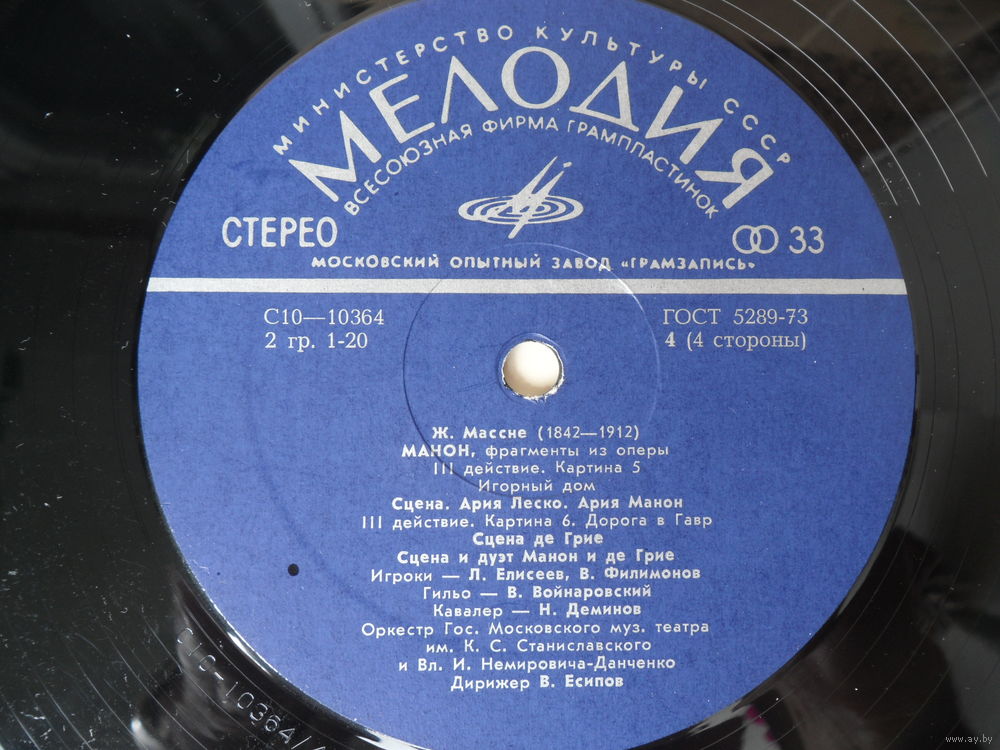 МИНИСТЕРСТВО КУЛЬТУРЫ СССР
МЕЛОДИЯ
ВСЕСОЮЗНАЯ ФИРМА ГРАМПЛАСТИНОК
СТЕРЕО
33
МОСКОВСКИЙ ОПЫТНЫЙ ЗАВОД «ГРАМЗАПИСЬ»
С10—10364
ГОСТ 5289-73
2 гр. 1-20
4 (4 стороны)
Ж. Массне (1842—1912)
МАНОН, фрагменты из оперы
III действие. Картина 5
Игорный дом
Сцена. Ария Леско. Ария Манон
III действие. Картина 6. Дорога в Гавр
Сцена де Грие
Сцена и дуэт Манон и де Грие
Игроки — Л. Елисеев, В. Филимонов
Гильо — В. Войнаровский
Кавалер — Н. Деминов
Оркестр Гос. Московского муз. театра
им. К. С. Станиславского
и Вл. И. Немировича-Данченко
Дирижер В. Есипов
С10-10364/
www.ay.by